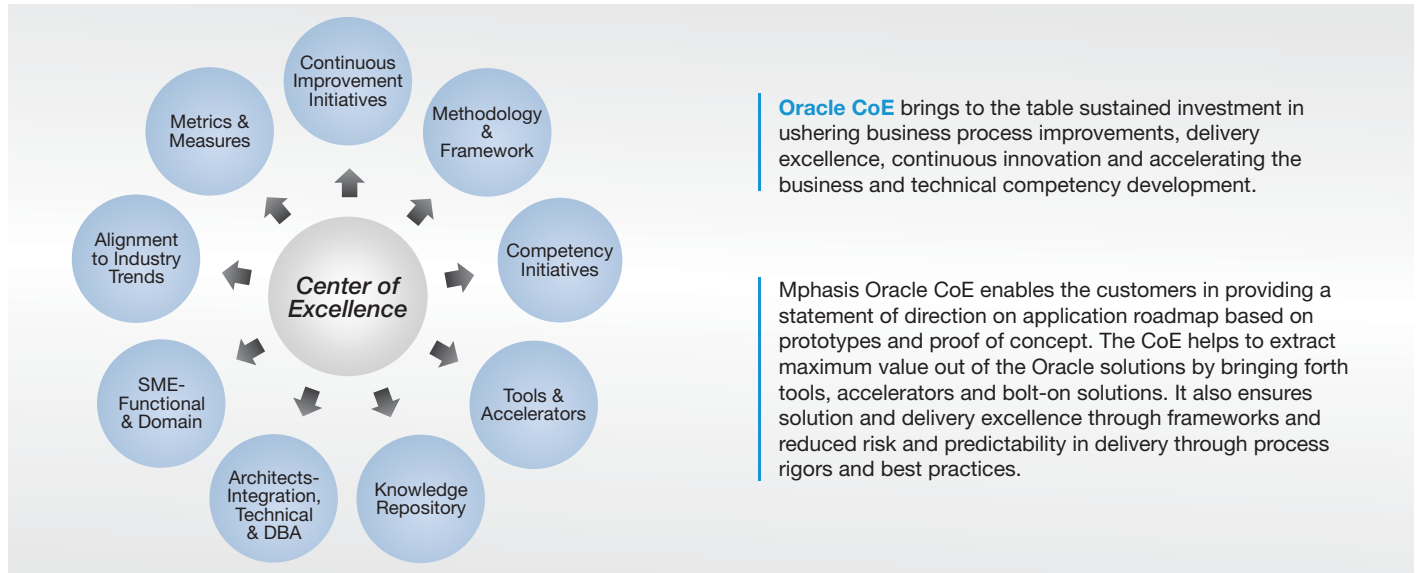 Continuous
Improvement
Initiatives
Methodology
&
Framework
Competency
Initiatives
Tools &
Accelerators
Knowledge
Repository
Architects-
Integration,
Technical
& DBA
SME-
Functional
& Domain
Alignment
to Industry
Trends
Metrics &
Measures
Center of
Excellence
Oracle CoE brings to the table sustained investment in
ushering business process improvements, delivery
excellence, continuous innovation and accelerating the
business and technical competency development.
Mphasis Oracle CoE enables the customers in providing a
statement of direction on application roadmap based on
prototypes and proof of concept. The CoE helps to extract
maximum value out of the Oracle solutions by bringing forth
tools, accelerators and bolt-on solutions. It also ensures
solution and delivery excellence through frameworks and
reduced risk and predictability in delivery through process
rigors and best practices.